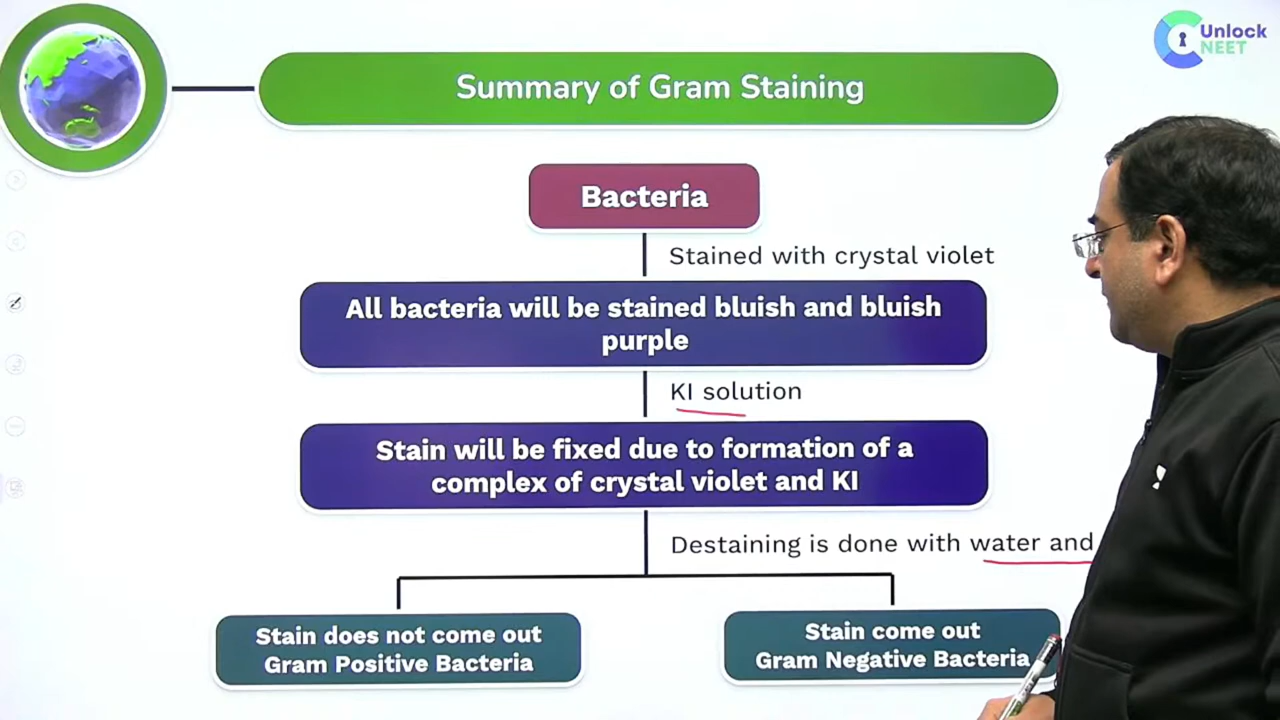 Unlock
NEET
Summary of Gram Staining
Bacteria
Stained with crystal violet
All bacteria will be stained bluish and bluish
purple
KI solution
Stain will be fixed due to formation of a
complex of crystal violet and KI
Destaining is done with water and
Stain does not come out
Gram Positive Bacteria
Stain come out
Gram Negative Bacteria